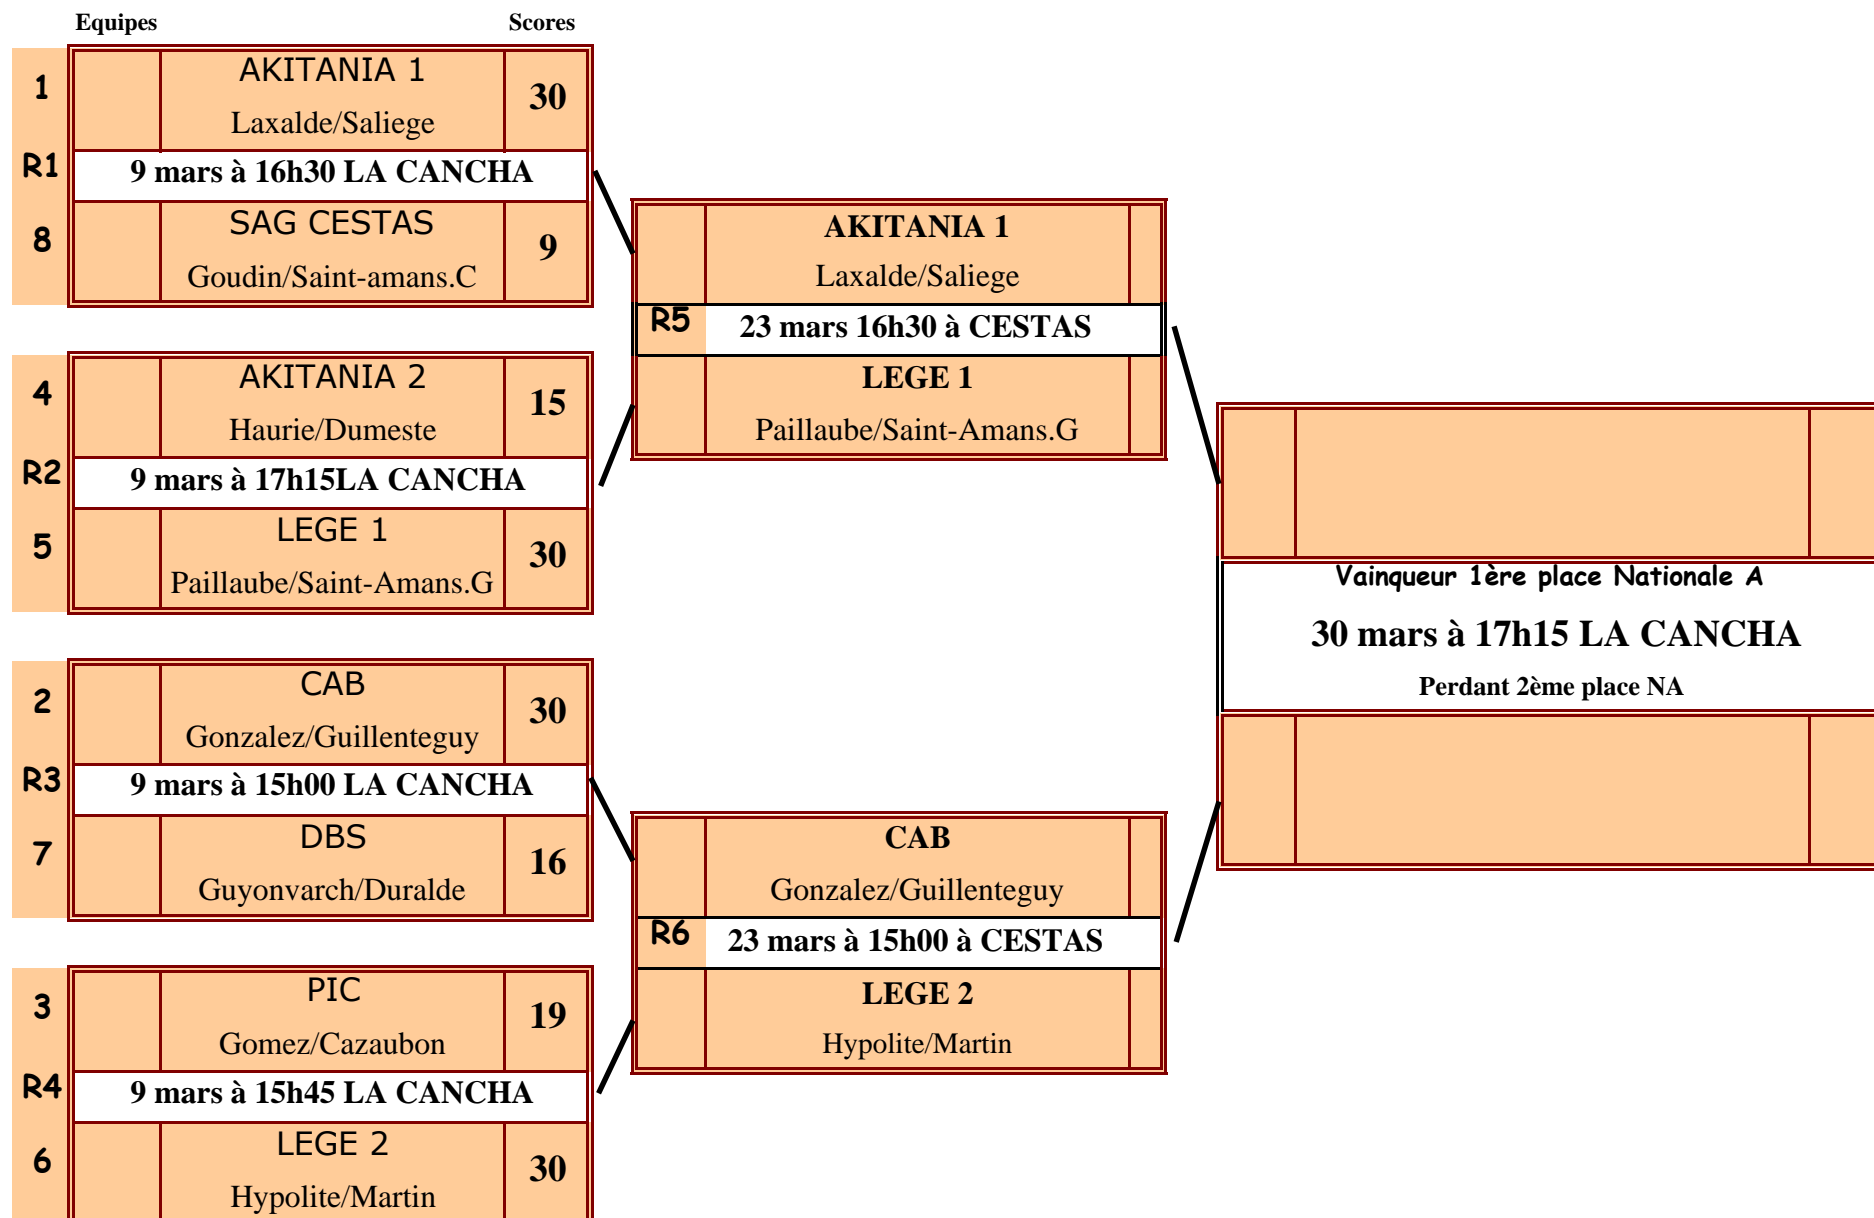 Equipes Scores
1
AKITANIA 1
30
Laxalde/Saliege
R1
9 mars à 16h30 LA CANCHA
8
SAG CESTAS
9
Goudin/Saint-amans.C
4
AKITANIA 2
15
Haurie/Dumeste
R2
9 mars à 17h15LA CANCHA
5
LEGE 1
30
Paillaube/Saint-Amans.G
2
CAB
30
Gonzalez/Guillenteguy
R3
9 mars à 15h00 LA CANCHA
7
DBS
16
Guyonvarch/Duralde
3
PIC
19
Gomez/Cazaubon
R4
9 mars à 15h45 LA CANCHA
6
LEGE 2
30
Hypolite/Martin
AKITANIA 1
Laxalde/Saliege
R5
23 mars 16h30 à CESTAS
LEGE 1
Paillaube/Saint-Amans.G
CAB
Gonzalez/Guillenteguy
R6
23 mars à 15h00 à CESTAS
LEGE 2
Hypolite/Martin
Vainqueur 1ère place Nationale A
30 mars à 17h15 LA CANCHA
Perdant 2ème place NA